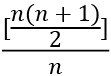 [n(n + 1)
2]
n